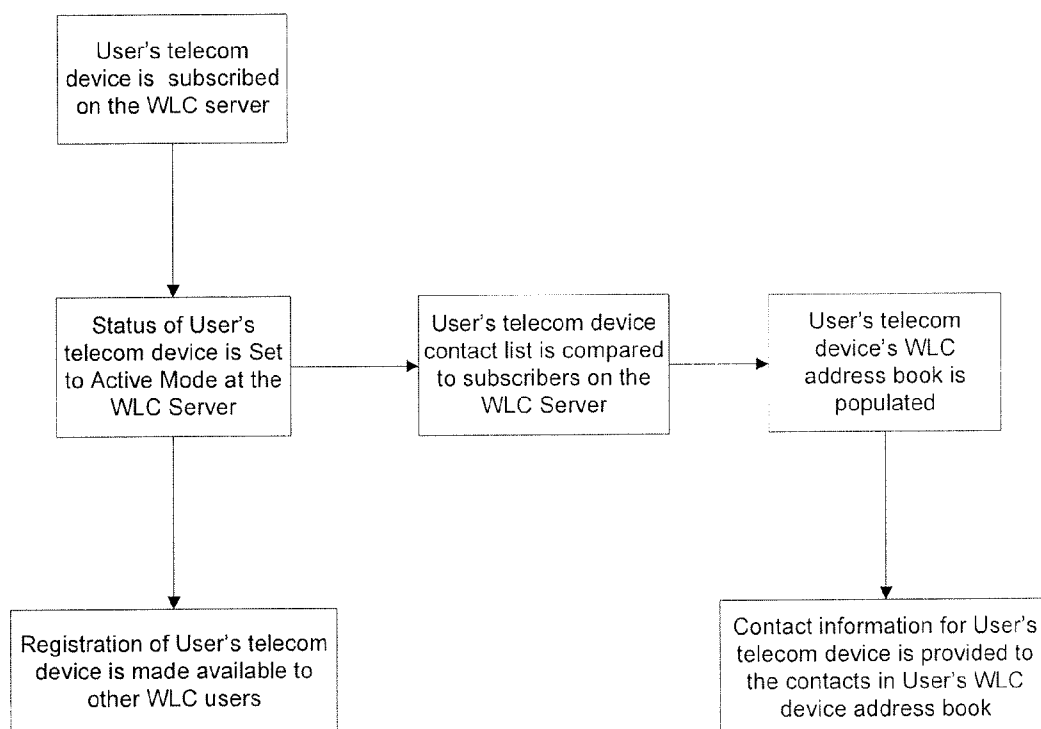 User's telecom
device is subscribed
on the WLC server
Status of User's
telecom device is Set
to Active Mode at the
WLC Server
User's telecom device
contact list is compared
to subscribers on the
WLC Server
User's telecom
device's WLC
address book is
populated
Registration of User's telecom
device is made available to
other WLC users
Contact information for User's
telecom device is provided to
the contacts in User's WLC
device address book